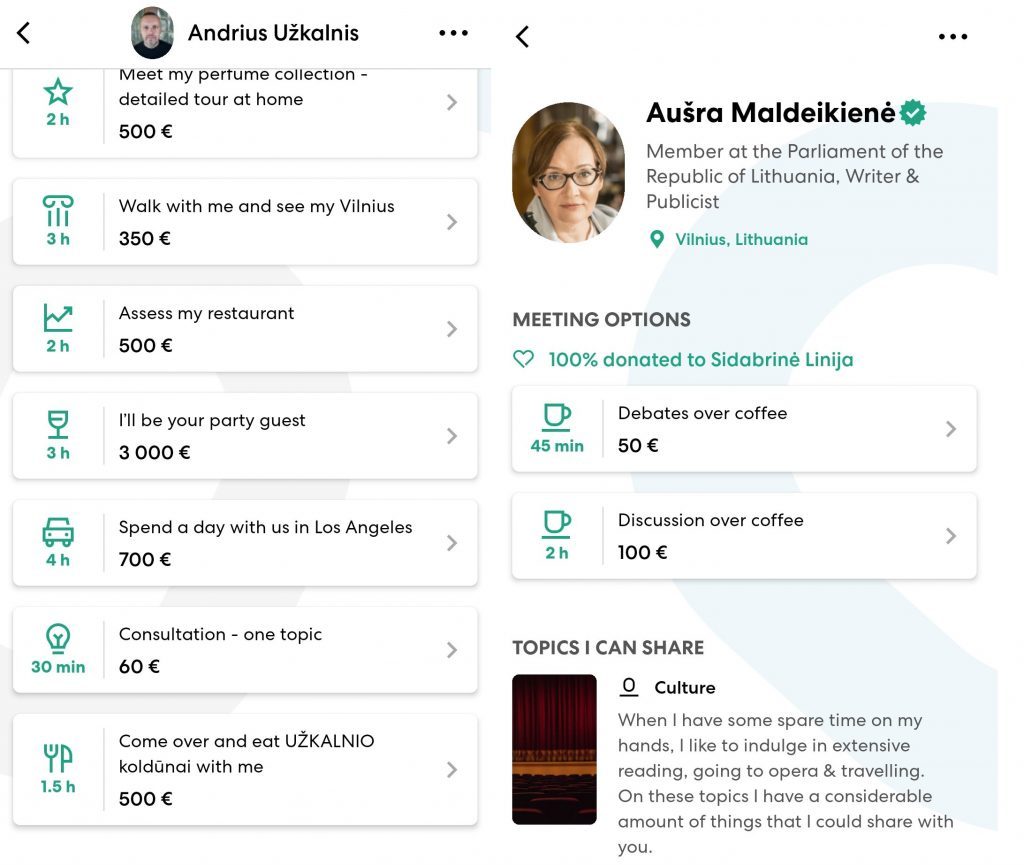 Andrius Užkalnis
Meet my perfume collection -
detailed tour at home
2 h
500 €
Walk with me and see my Vilnius
3 h
350 €
Assess my restaurant
2 h
500 €
I'll be your party guest
3 h
3 000 €
Spend a day with us in Los Angeles
4 h
700 €
Consultation - one topic
30 min
60 €
Come over and eat UŽKALNIO
koldūnai with me
1.5 h
500 €
Aušra Maldeikienė
Member at the Parliament of the
Republic of Lithuania, Writer &
Publicist
Vilnius, Lithuania
MEETING OPTIONS
100% donated to Sidabrinė Linija
Debates over coffee
45 min
50 €
Discussion over coffee
2 h
100 €
TOPICS I CAN SHARE
Culture
When I have some spare time on my
hands, I like to indulge in extensive
reading, going to opera & travelling.
On these topics I have a considerable
amount of things that I could share with
you.